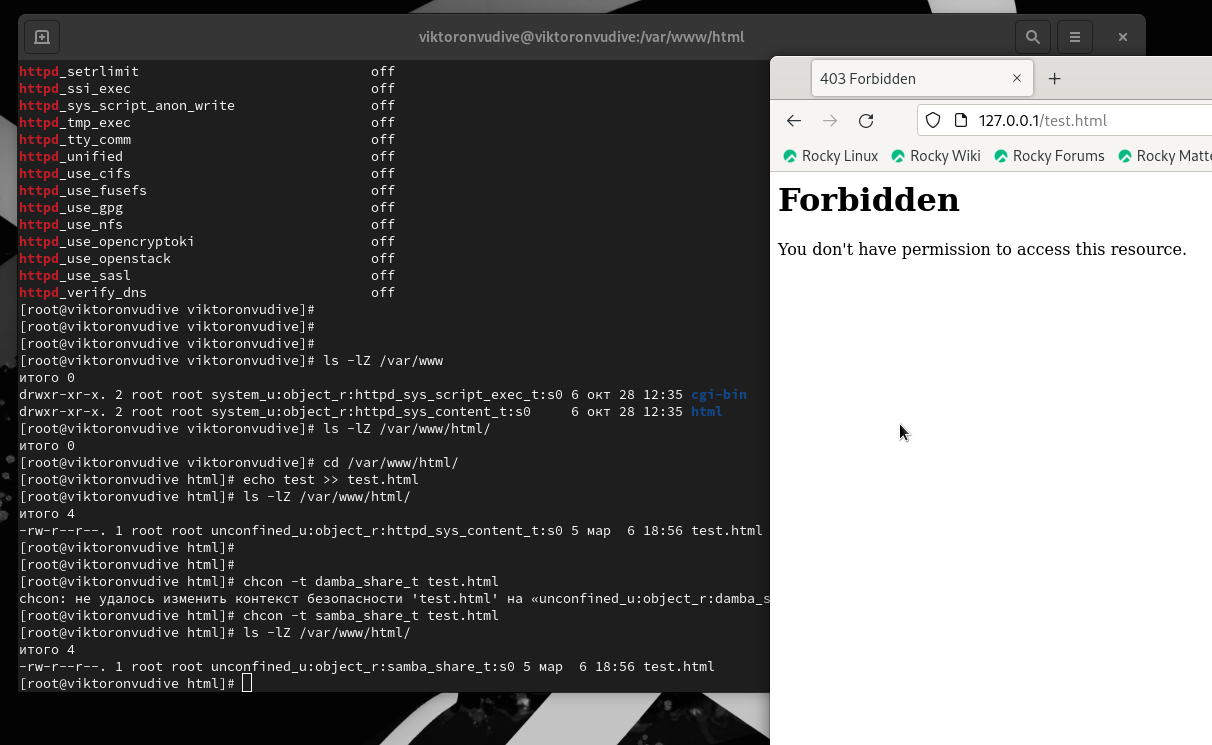 viktoronvudive@viktoronvudive:/var/www/html
httpd_setrlimit off
httpd_ssi_exec off
httpd_sys_script_anon_write off
httpd_tmp_exec off
httpd_tty_comm off
httpd_unified off
httpd_use_cifs off
httpd_use_fusefs off
httpd_use_gpg off
httpd_use_nfs off
httpd_use_opencryptoki off
httpd_use_openstack off
httpd_use_sasl off
httpd_verify_dns off
[root@viktoronvudive viktoronvudive]#
[root@viktoronvudive viktoronvudive]#
[root@viktoronvudive viktoronvudive]#
[root@viktoronvudive viktoronvudive]# ls -lZ /var/www
итого 0
drwxr-xr-x. 2 root root system_u:object_r:httpd_sys_script_exec_t:s0 6 окт 28 12:35 cgi-bin
drwxr-xr-x. 2 root root system_u:object_r:httpd_sys_content_t:s0 6 окт 28 12:35 html
[root@viktoronvudive viktoronvudive]# ls -lZ /var/www/html/
итого 0
[root@viktoronvudive viktoronvudive]# cd /var/www/html/
[root@viktoronvudive html]# echo test >> test.html
[root@viktoronvudive html]# ls -lZ /var/www/html/
итого 4
-rw-r--r--. 1 root root unconfined_u:object_r:httpd_sys_content_t:s0 5 мар 6 18:56 test.html
[root@viktoronvudive html]#
[root@viktoronvudive html]#
[root@viktoronvudive html]# chcon -t damba_share_t test.html
chcon: не удалось изменить контекст безопасности 'test.html' на «unconfined_u:object_r:damba_s
[root@viktoronvudive html]# chcon -t samba_share_t test.html
[root@viktoronvudive html]# ls -lZ /var/www/html/
итого 4
-rw-r--r--. 1 root root unconfined_u:object_r:samba_share_t:s0 5 мар 6 18:56 test.html
[root@viktoronvudive html]#
403 Forbidden
127.0.0.1/test.html
Rocky Linux Rocky Wiki Rocky Forums Rocky Matte
Forbidden
You don't have permission to access this resource.